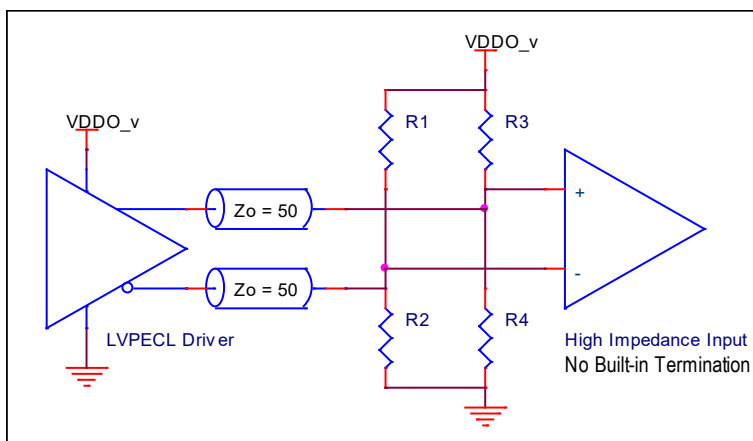 VDDO_v
VDDO_v
R1
R3
Zo = 50
+
Zo = 50
-
R2
R4
LVPECL Driver
High Impedance Input
No Built-in Termination